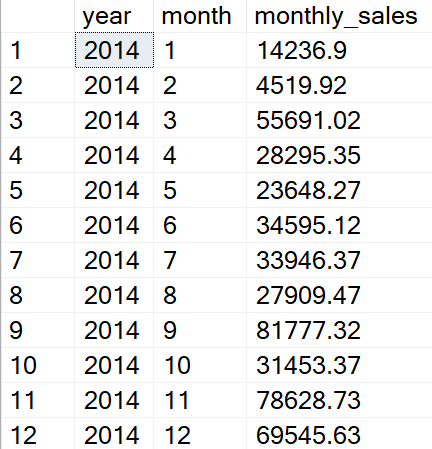 year month monthly_sales
1 2014 1 14236.9
2 2014 2 4519.92
3 2014 3 55691.02
4 2014 4 28295.35
5 2014 5 23648.27
6 2014 6 34595.12
7 2014 7 33946.37
8 2014 8 27909.47
9 2014 9 81777.32
10 2014 10 31453.37
11 2014 11 78628.73
12 2014 12 69545.63